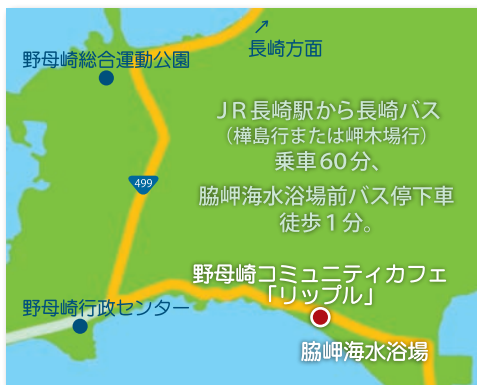 ↗
長崎方面
野母崎総合運動公園
JR長崎駅から長崎バス
（樺島行または岬木場行）
乗車60分、
脇岬海水浴場前バス停下車
徒歩1分。
499
野母崎コミュニティカフェ
「リップル」
野母崎行政センター
脇岬海水浴場